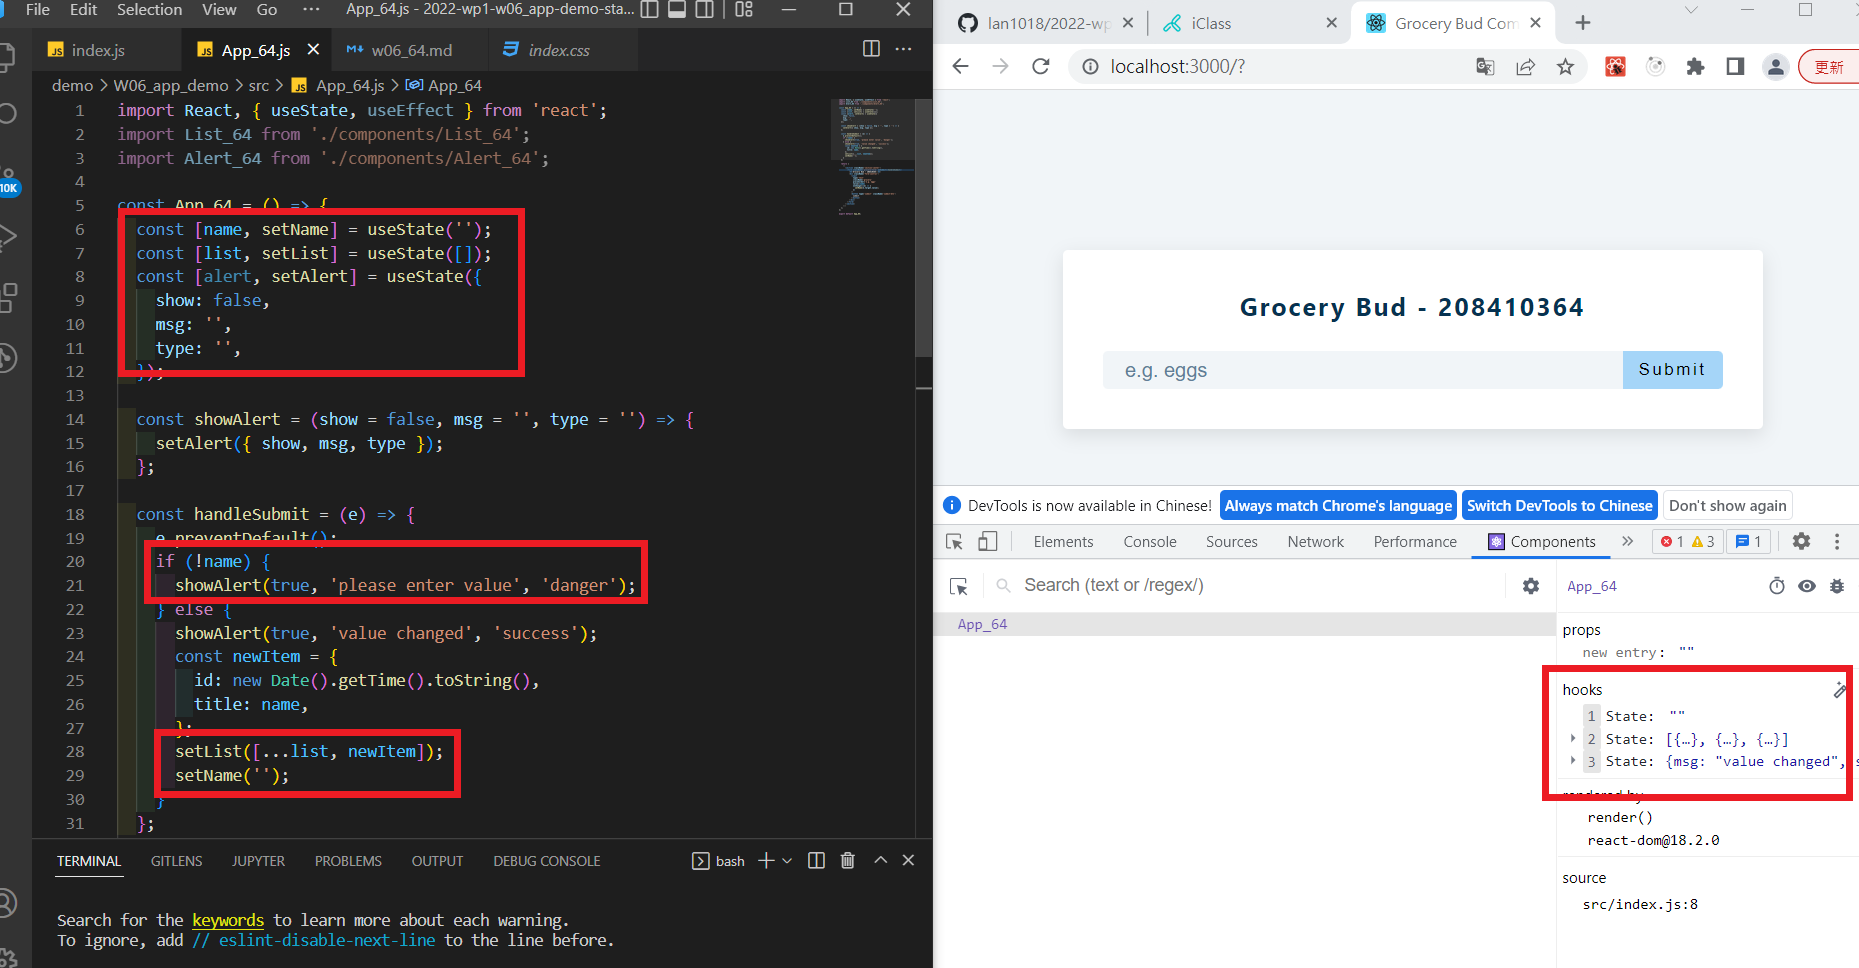 File Edit Selection View Go ··· App_64.js - 2022-wp1-w06_app-demo-sta...
JS index.js JS App_64.js M↓ w06_64.md index.css
demo > W06_app_demo > src > JS App_64.js > App_64
1 import React, { useState, useEffect } from 'react';
2 import List_64 from './components/List_64';
3 import Alert_64 from './components/Alert_64';
4
5 const App_64 = () => {
6 const [name, setName] = useState('');
7 const [list, setList] = useState([]);
8 const [alert, setAlert] = useState({
9 show: false,
10 msg: '',
11 type: '',
12 });
13
14 const showAlert = (show = false, msg = '', type = '') => {
15 setAlert({ show, msg, type });
16 };
17
18 const handleSubmit = (e) => {
19 e.preventDefault();
20 if (!name) {
21 showAlert(true, 'please enter value', 'danger');
22 } else {
23 showAlert(true, 'value changed', 'success');
24 const newItem = {
25 id: new Date().getTime().toString(),
26 title: name,
27 };
28 setList([...list, newItem]);
29 setName('');
30 }
31 };
10K
TERMINAL GITLENS JUPYTER PROBLEMS OUTPUT DEBUG CONSOLE bash
Search for the keywords to learn more about each warning.
To ignore, add // eslint-disable-next-line to the line before.
lan1018/2022-wp iClass Grocery Bud Com
localhost:3000/? 更新
Grocery Bud - 208410364
e.g. eggs Submit
DevTools is now available in Chinese! Always match Chrome's language Switch DevTools to Chinese Don't show again
Elements Console Sources Network Performance Components » 1 3 1
Search (text or /regex/) App_64
App_64
props
new entry: ""
hooks
1 State: ""
2 State: [{…}, {…}, {…}]
3 State: {msg: "value changed", s
rendered by
render()
react-dom@18.2.0
source
src/index.js:8